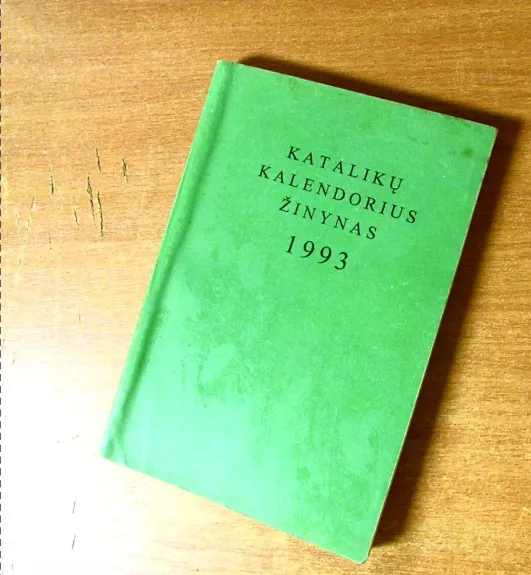 KATALIKŲ
KALENDORIUS
ŽINYNAS
1993